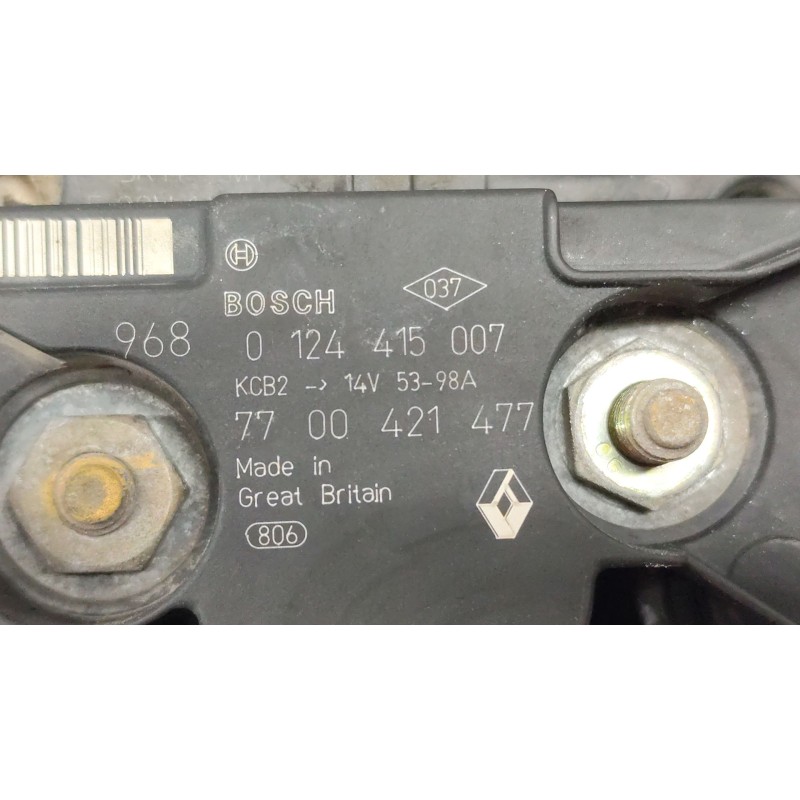 BOSCH
037
968
0 124 415 007
KCB2 -> 14V 53-98A
77 00 421 477
Made in
Great Britain
806